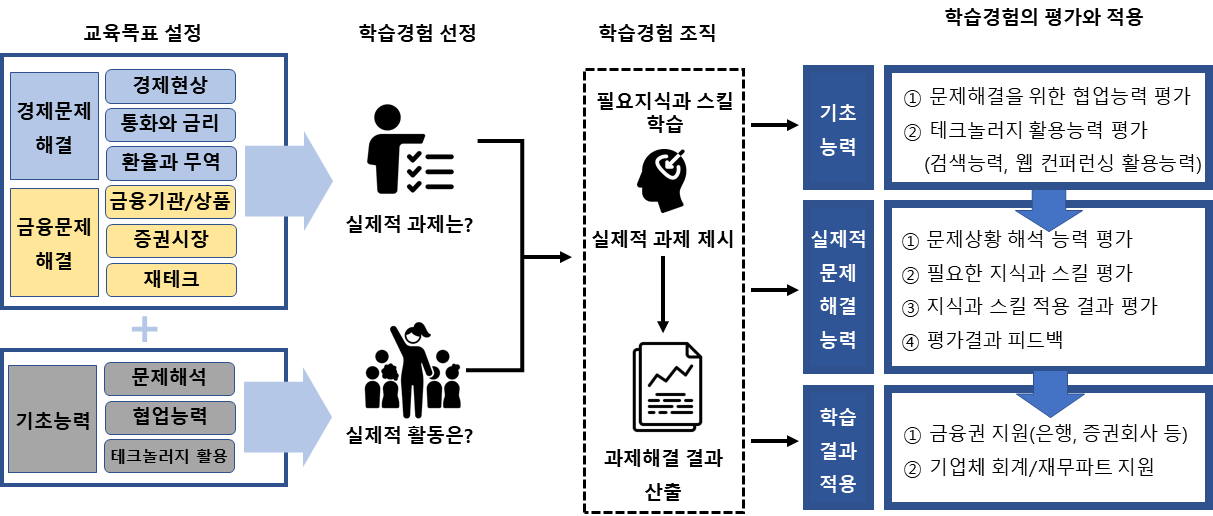 교육목표 설정
경제문제
해결
경제현상
통화와 금리
환율과 무역
금융문제
해결
금융기관/상품
증권시장
재테크
+
기초능력
문제해석
협업능력
테크놀러지 활용
학습경험 선정
실제적 과제는?
실제적 활동은?
학습경험 조직
필요지식과 스킬
학습
실제적 과제 제시
과제해결 결과
산출
학습경험의 평가와 적용
기초
능력
① 문제해결을 위한 협업능력 평가
② 테크놀러지 활용능력 평가
(검색능력, 웹 컨퍼런싱 활용능력)
실제적
문제
해결
능력
① 문제상황 해석 능력 평가
② 필요한 지식과 스킬 평가
③ 지식과 스킬 적용 결과 평가
④ 평가결과 피드백
학습
결과
적용
① 금융권 지원(은행, 증권회사 등)
② 기업체 회계/재무파트 지원